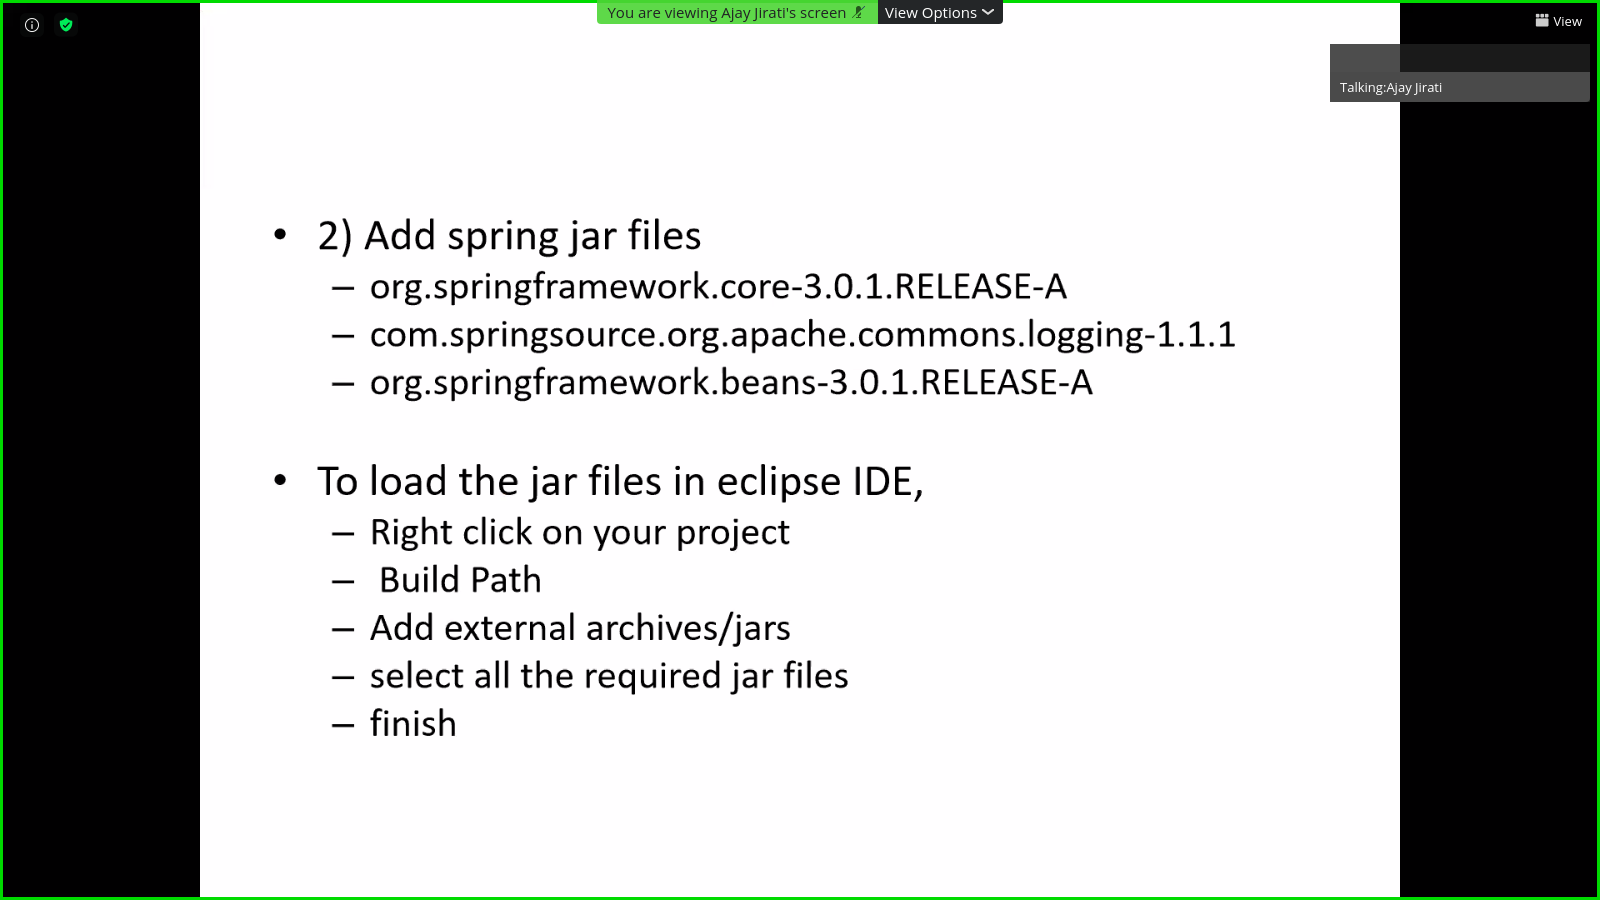 You are viewing Ajay Jirati's screen View Options
View
Talking:Ajay Jirati
• 2) Add spring jar files
– org.springframework.core-3.0.1.RELEASE-A
– com.springsource.org.apache.commons.logging-1.1.1
– org.springframework.beans-3.0.1.RELEASE-A
• To load the jar files in eclipse IDE,
– Right click on your project
– Build Path
– Add external archives/jars
– select all the required jar files
– finish